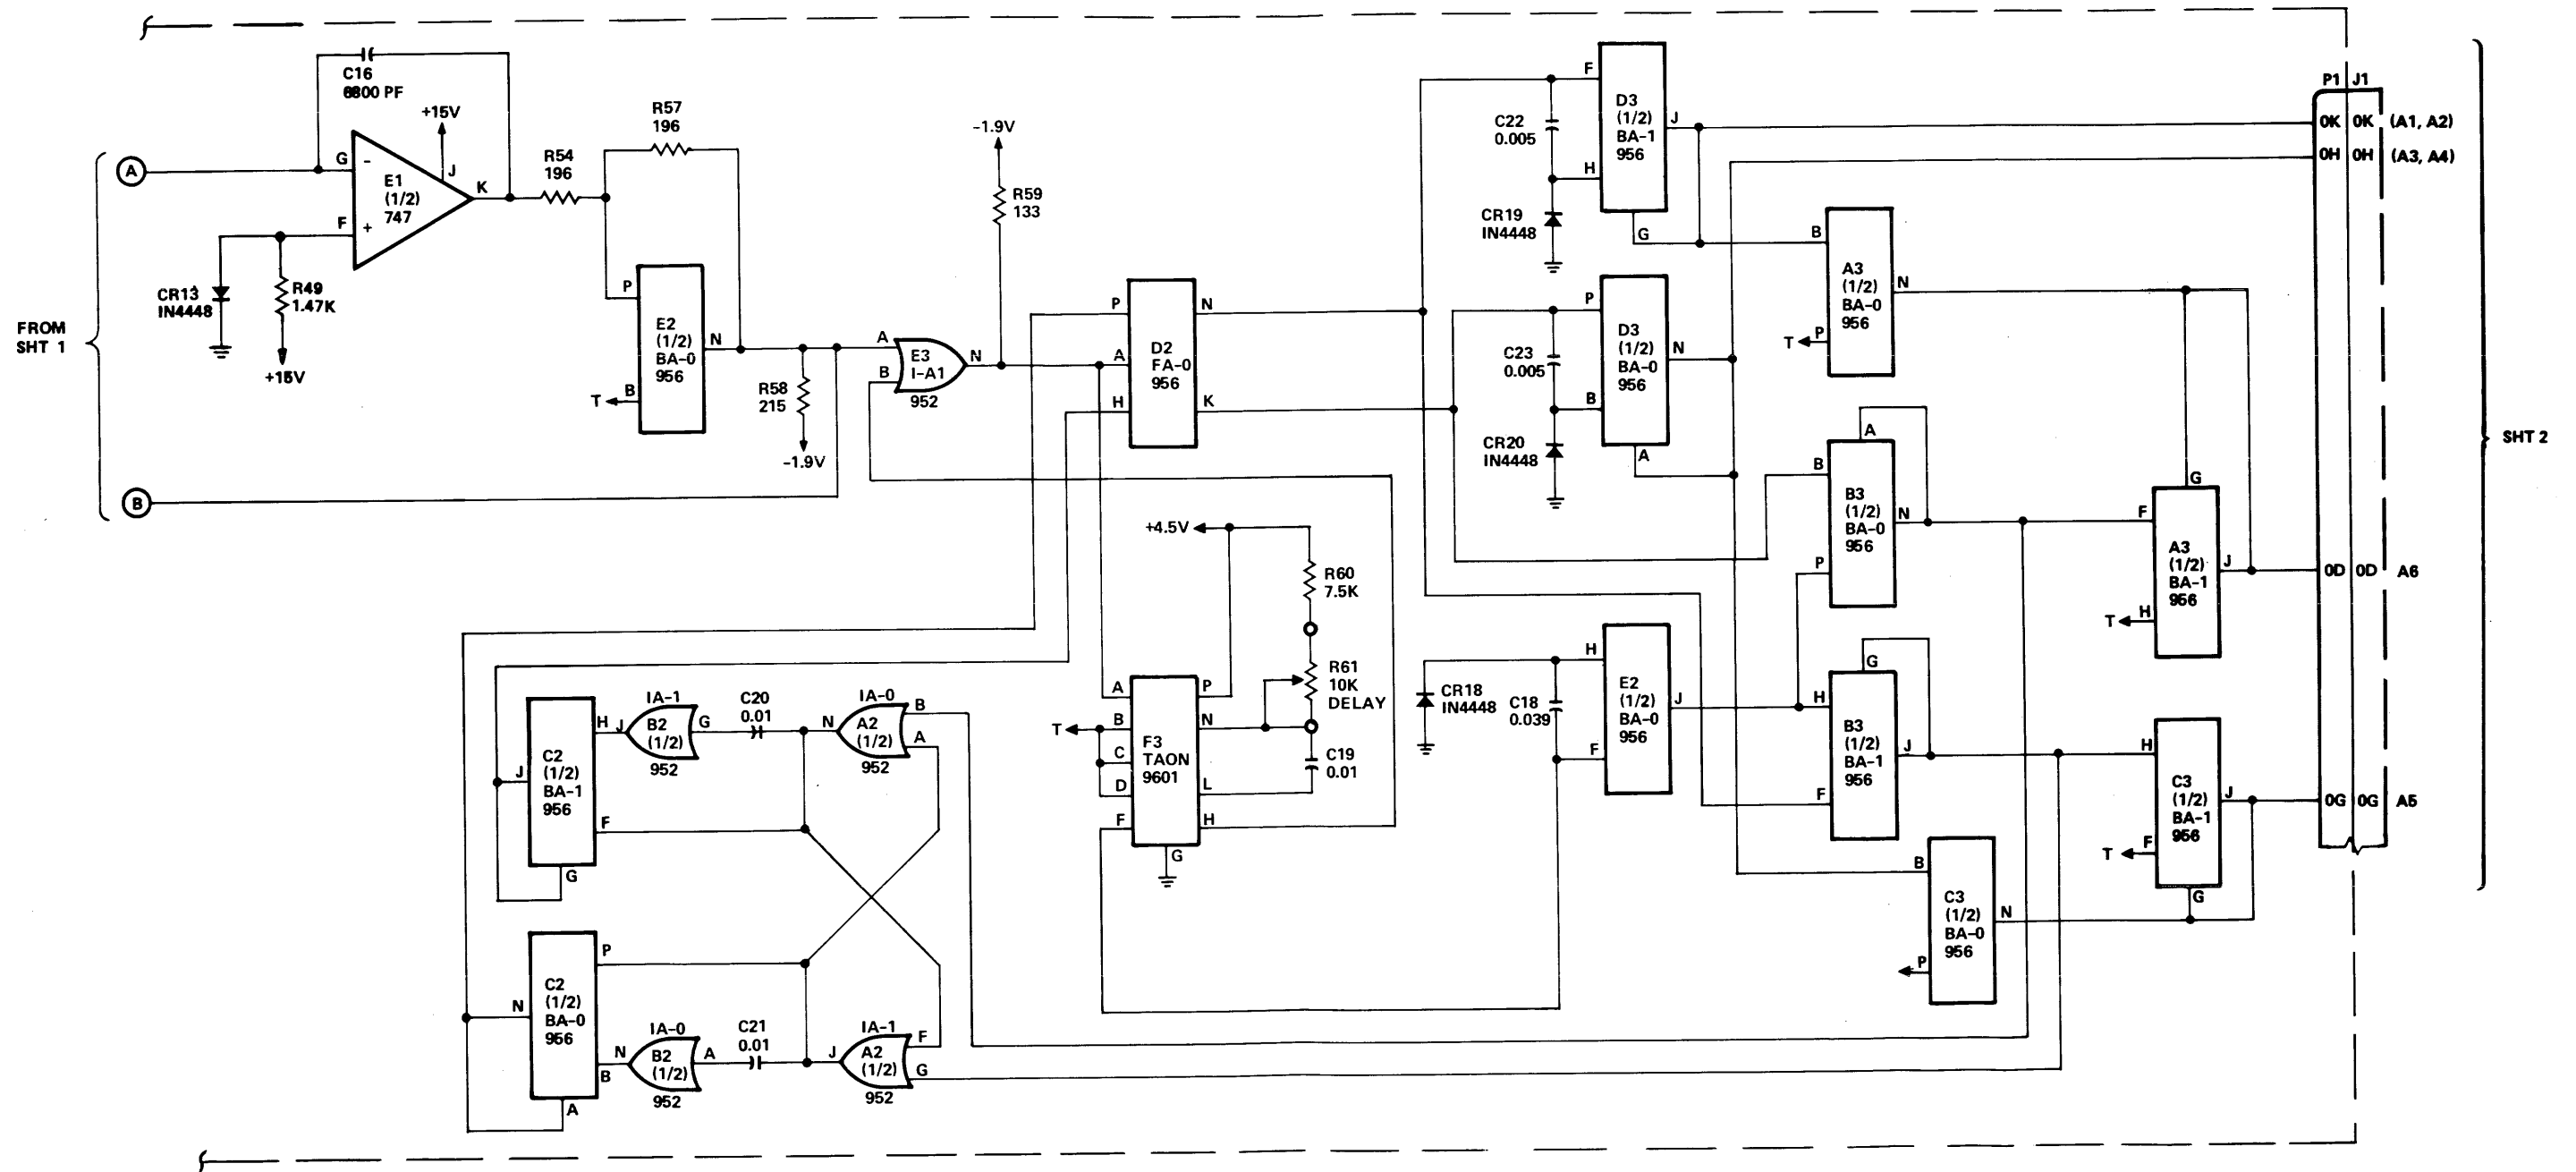 C16
6800 PF
+15V
G
-
J
E1
(1/2)
747
K
F
+
A
CR13
IN4448
R49
1.47K
+15V
FROM
SHT 1
B
R54
196
R57
196
P
E2
(1/2)
BA-0
956
N
B
T
R58
215
-1.9V
-1.9V
R59
133
A
B
E3
I-A1
N
952
P
A
H
D2
FA-0
956
N
K
C22
0.005
CR19
IN4448
F
H
D3
(1/2)
BA-1
956
J
G
C23
0.005
CR20
IN4448
P
B
D3
(1/2)
BA-0
956
N
A
P1 J1
0K 0K (A1, A2)
0H 0H (A3, A4)
B
A3
(1/2)
BA-0
956
N
P
T
A
B
B3
(1/2)
BA-0
956
N
P
G
F
A3
(1/2)
BA-1
956
J
H
T
0D 0D A6
SHT 2
+4.5V
R60
7.5K
R61
10K
DELAY
C19
0.01
A
B
C
D
F
T
F3
TAON
9601
P
N
L
H
G
CR18
IN4448
C18
0.039
H
F
E2
(1/2)
BA-0
956
J
G
H
F
B3
(1/2)
BA-1
956
J
H
C3
(1/2)
BA-1
956
J
F
T
G
0G 0G A5
B
C3
(1/2)
BA-0
956
N
P
J
C2
(1/2)
BA-1
956
H
F
G
IA-1
J
B2
(1/2)
G
952
C20
0.01
IA-0
N
A2
(1/2)
B
A
952
N
C2
(1/2)
BA-0
956
P
B
A
IA-0
N
B2
(1/2)
A
952
C21
0.01
IA-1
J
A2
(1/2)
F
G
952